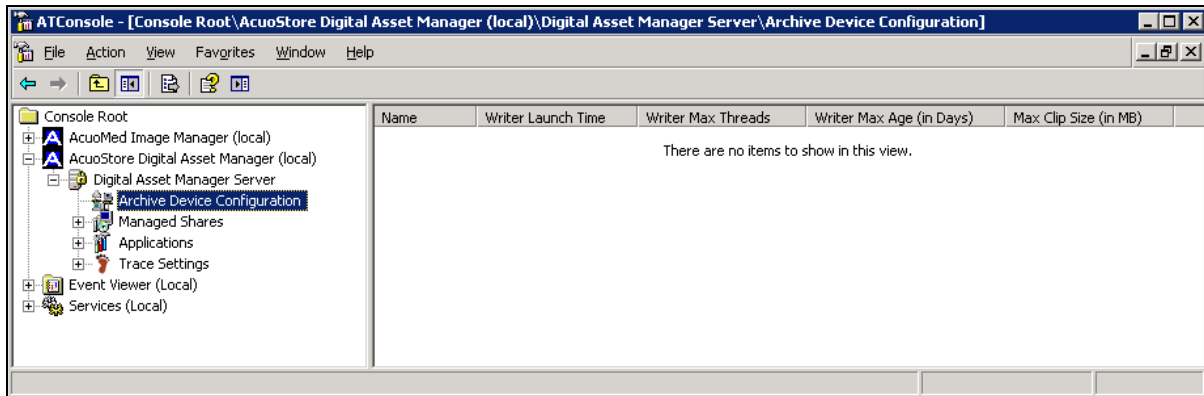 ATConsole - [Console Root\AcuoStore Digital Asset Manager (local)\Digital Asset Manager Server\Archive Device Configuration]
File Action View Favorites Window Help
Console Root
AcuoMed Image Manager (local)
AcuoStore Digital Asset Manager (local)
Digital Asset Manager Server
Archive Device Configuration
Managed Shares
Applications
Trace Settings
Event Viewer (Local)
Services (Local)
Name Writer Launch Time Writer Max Threads Writer Max Age (in Days) Max Clip Size (in MB)
There are no items to show in this view.